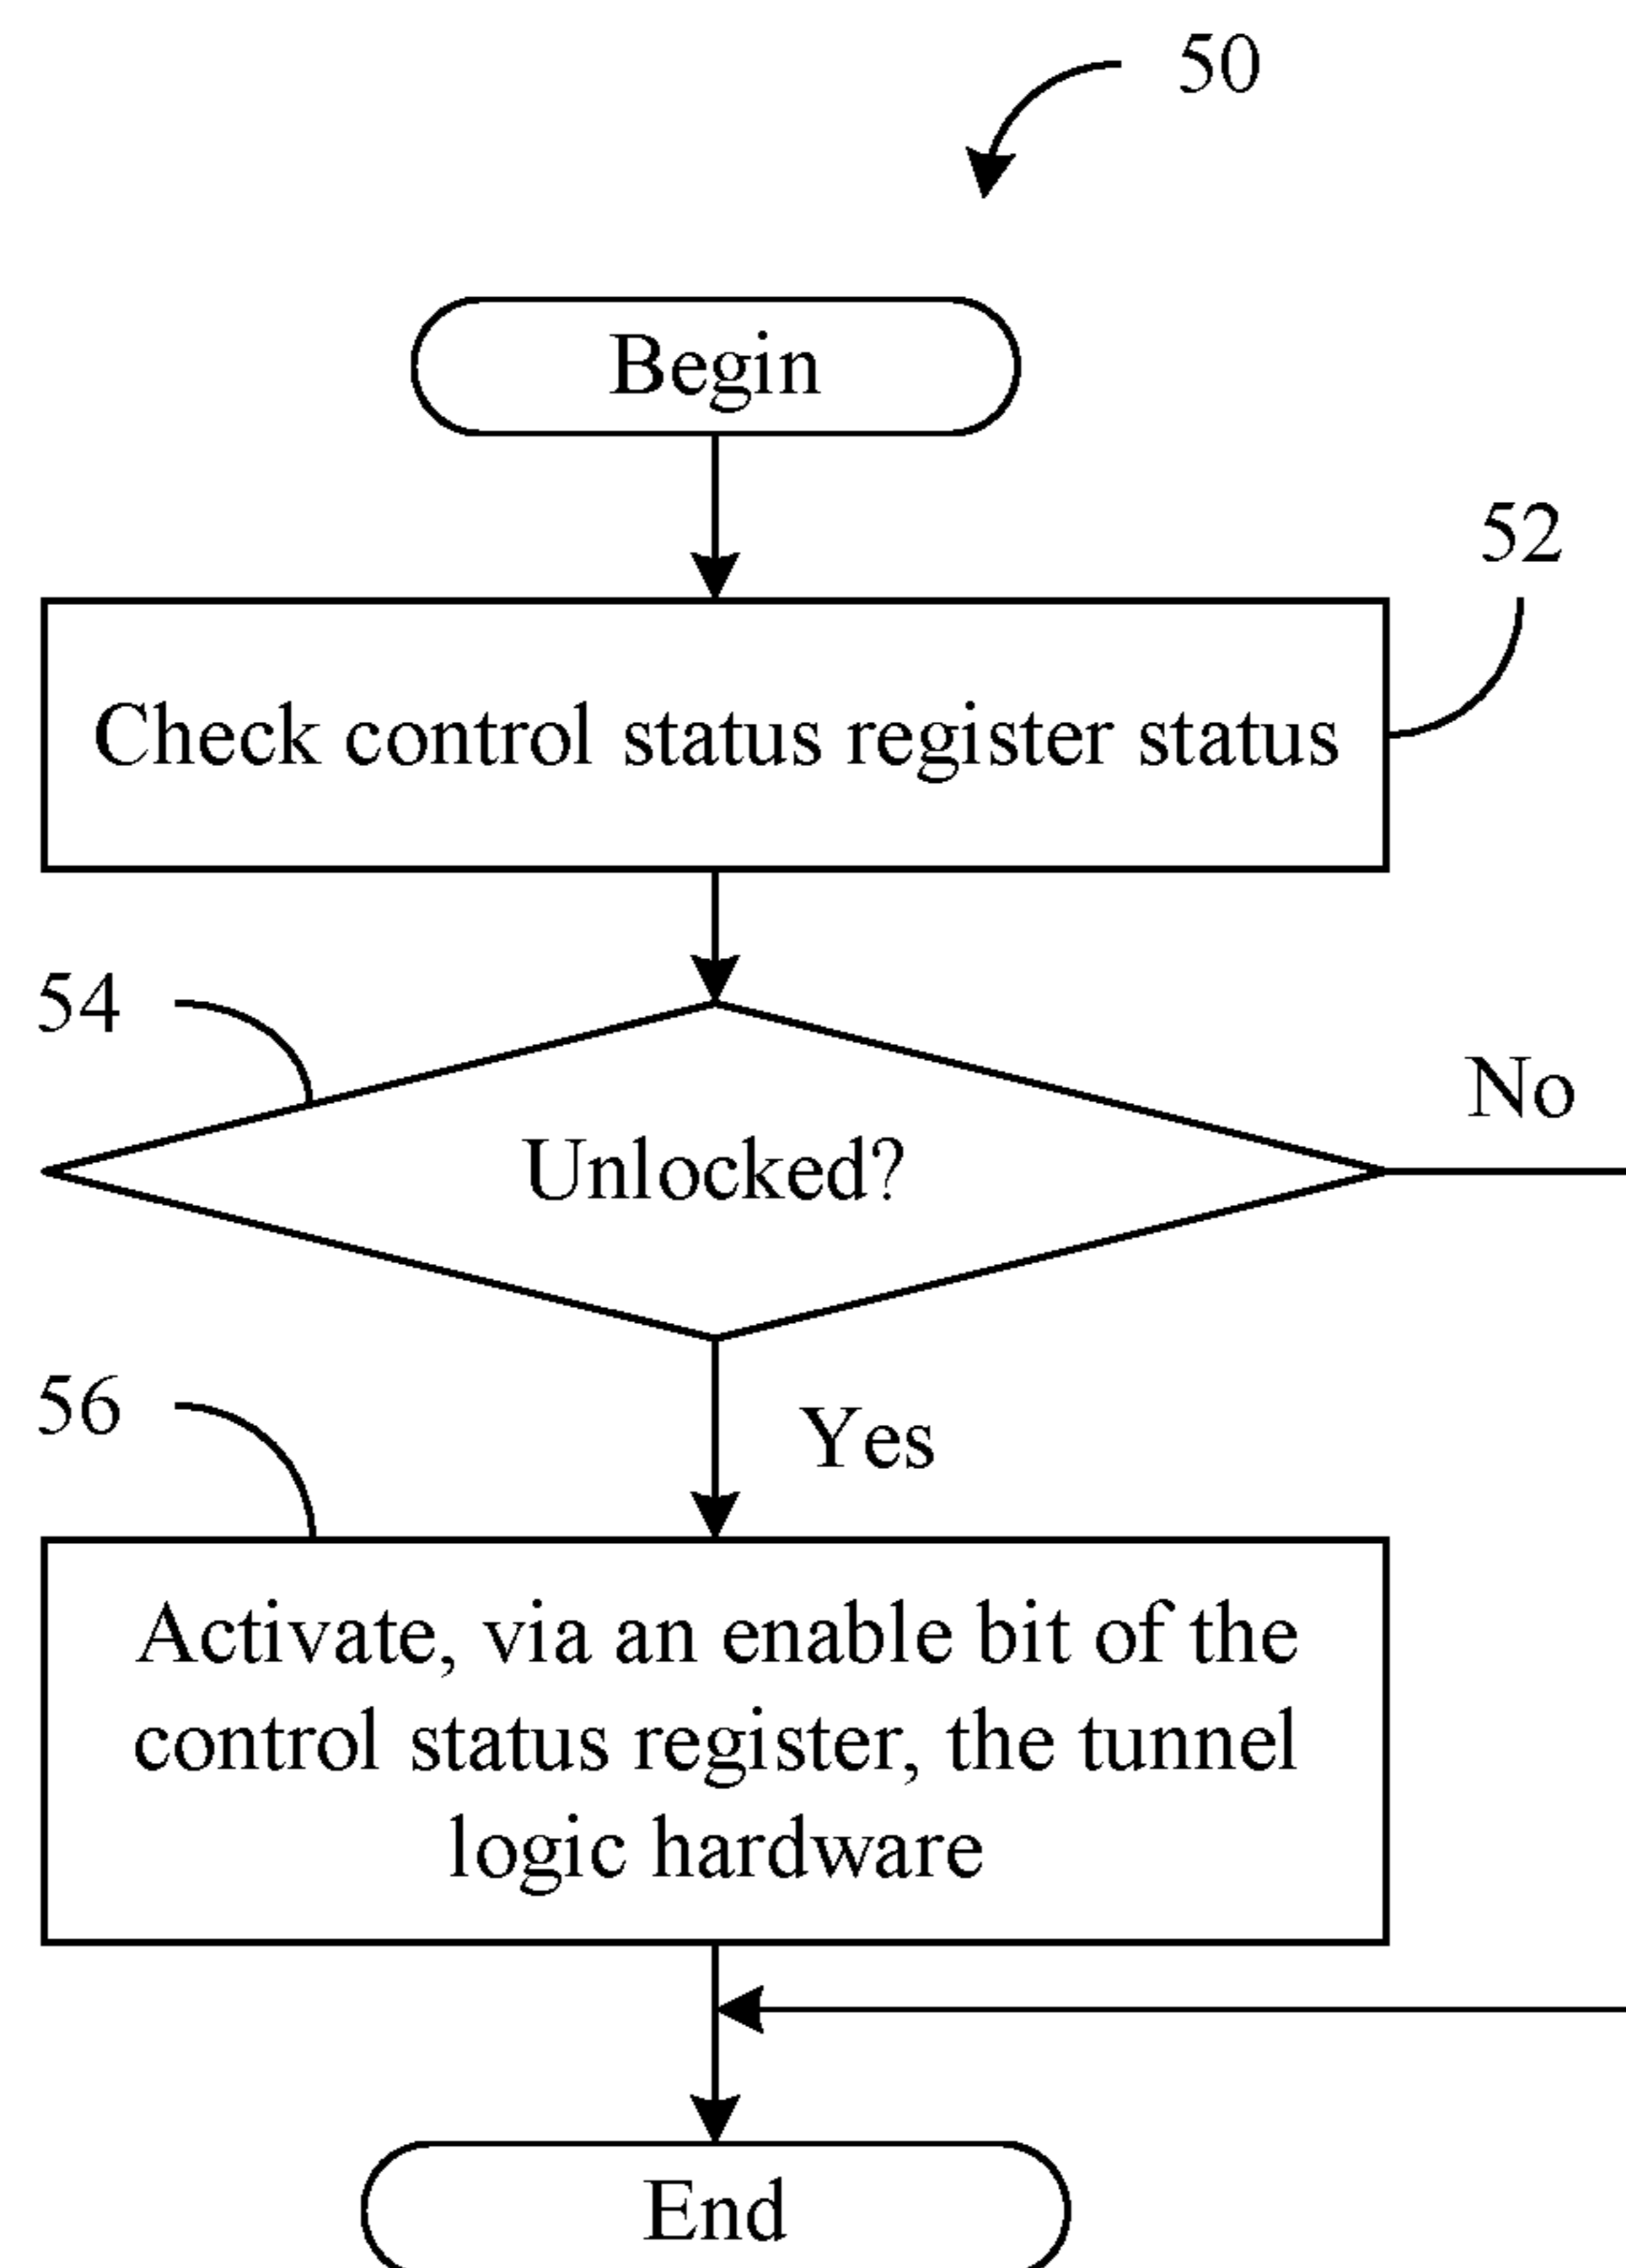 50
Begin
52
Check control status register status
54
No
Unlocked?
56
Yes
Activate, via an enable bit of the
control status register, the tunnel
logic hardware
End